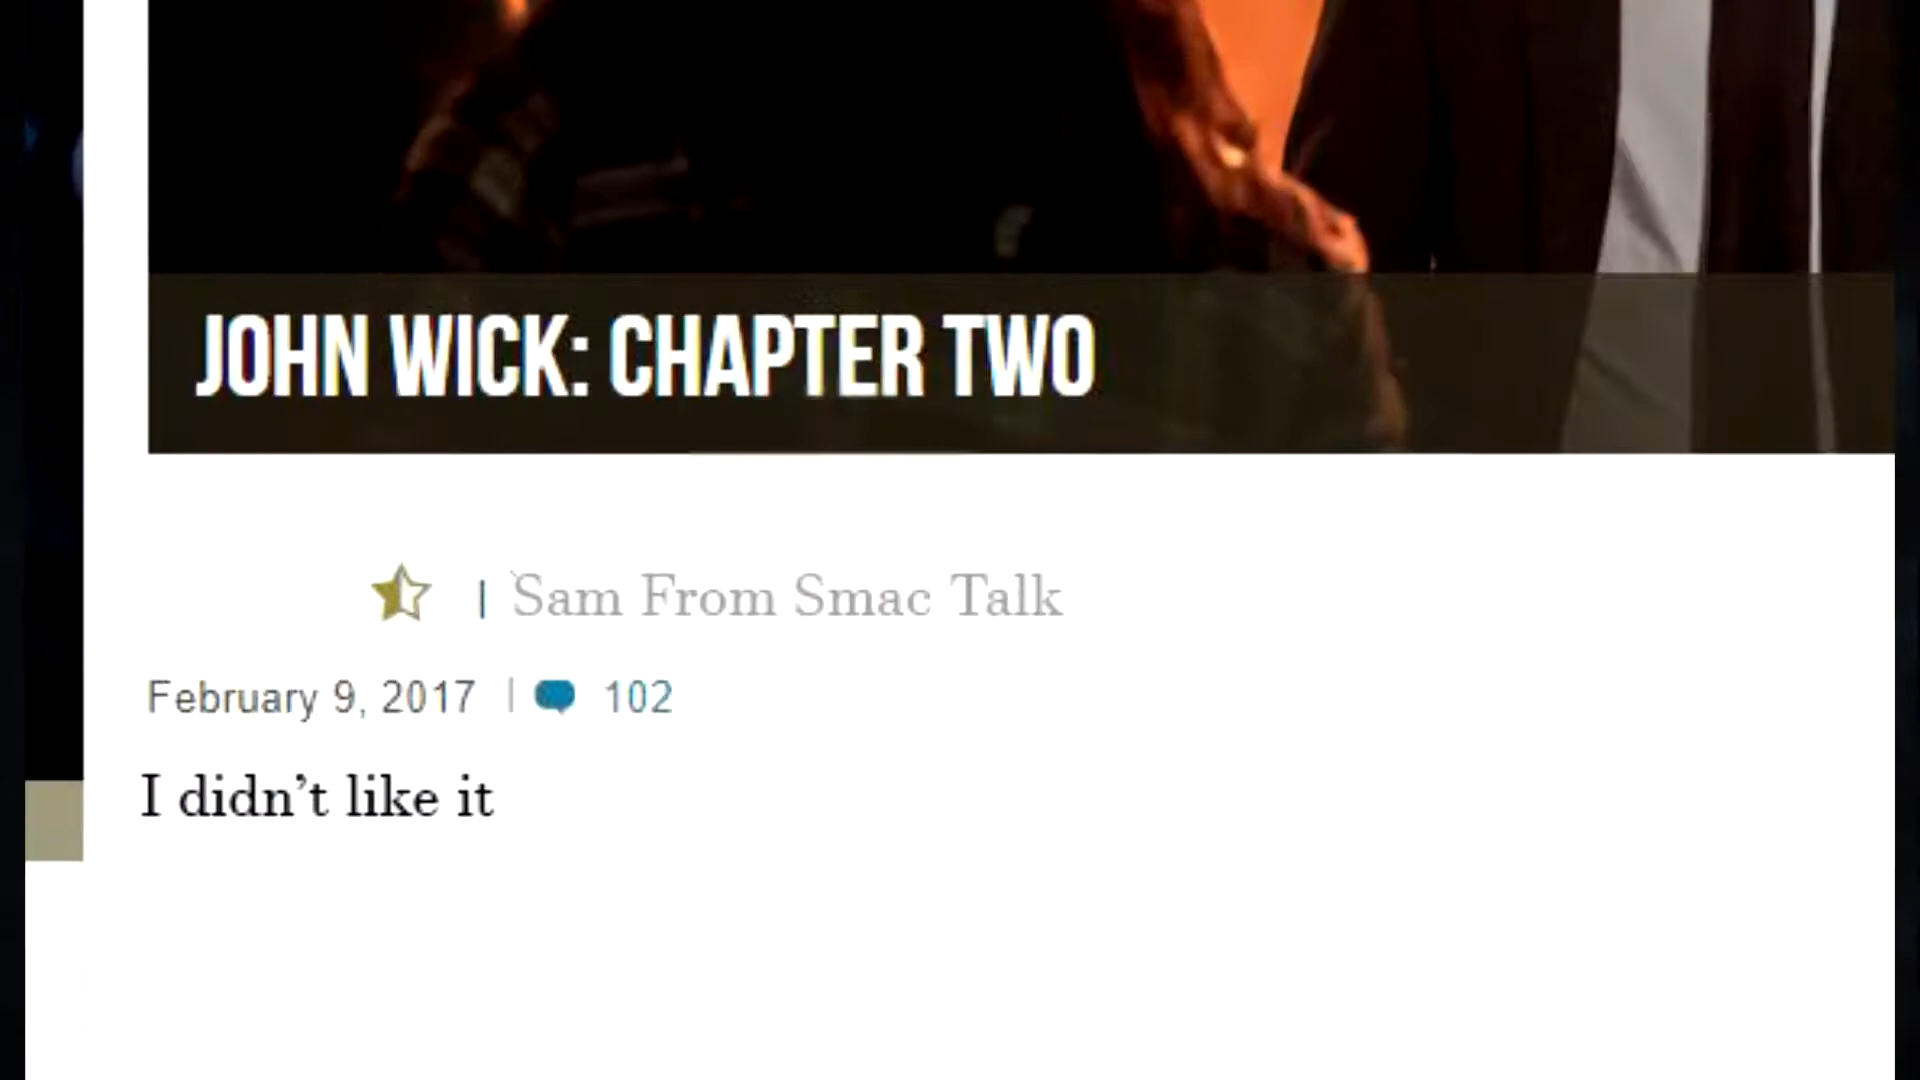 JOHN WICK: CHAPTER TWO
| Sam From Smac Talk
February 9, 2017 | 102
I didn’t like it